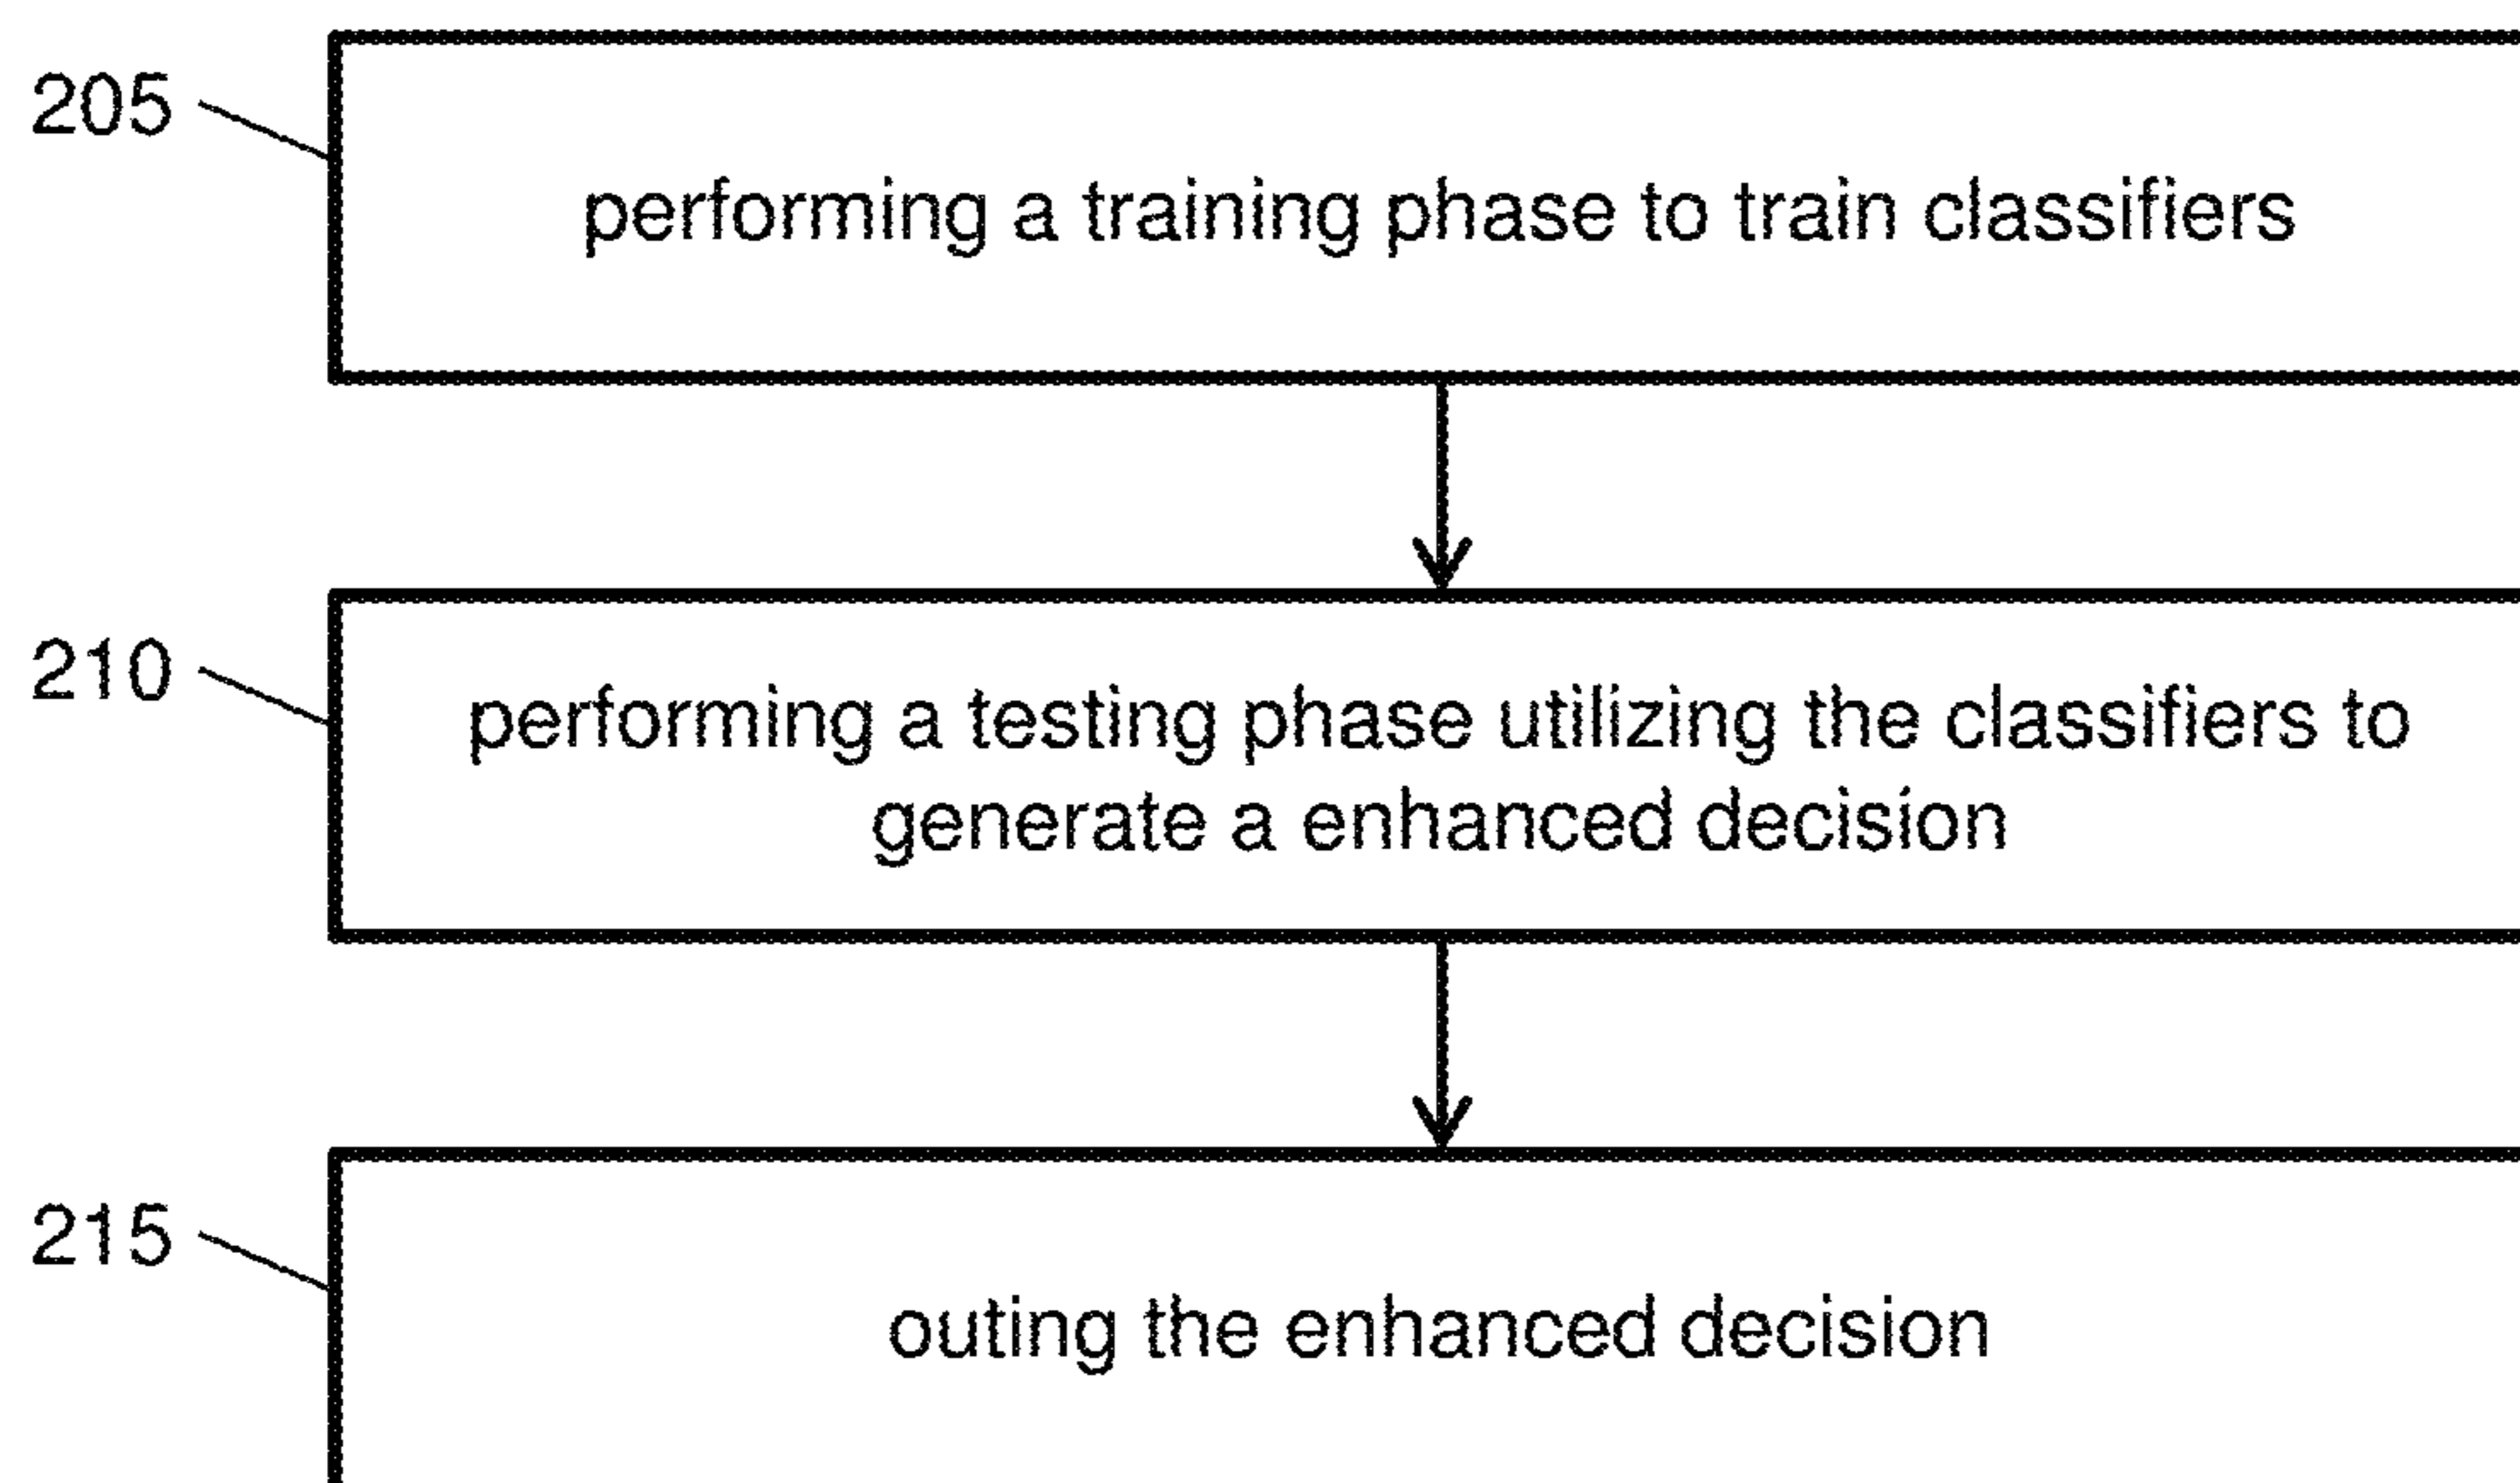 205
performing a training phase to train classifiers
210
performing a testing phase utilizing the classifiers to
generate a enhanced decision
215
outing the enhanced decision